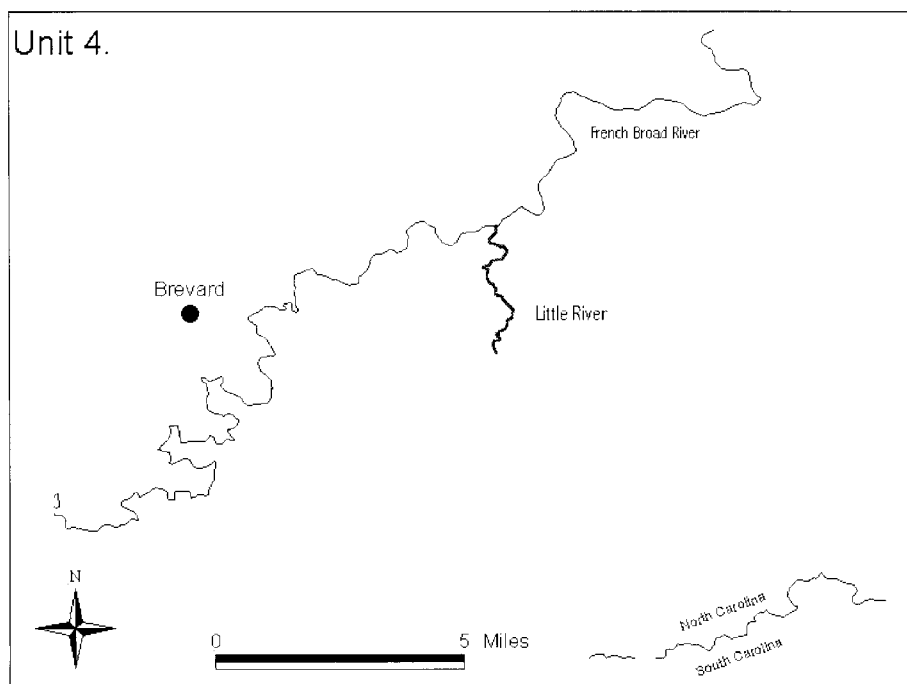 Unit 4.
French Broad River
Brevard
Little River
N
0 5 Miles
North Carolina
South Carolina